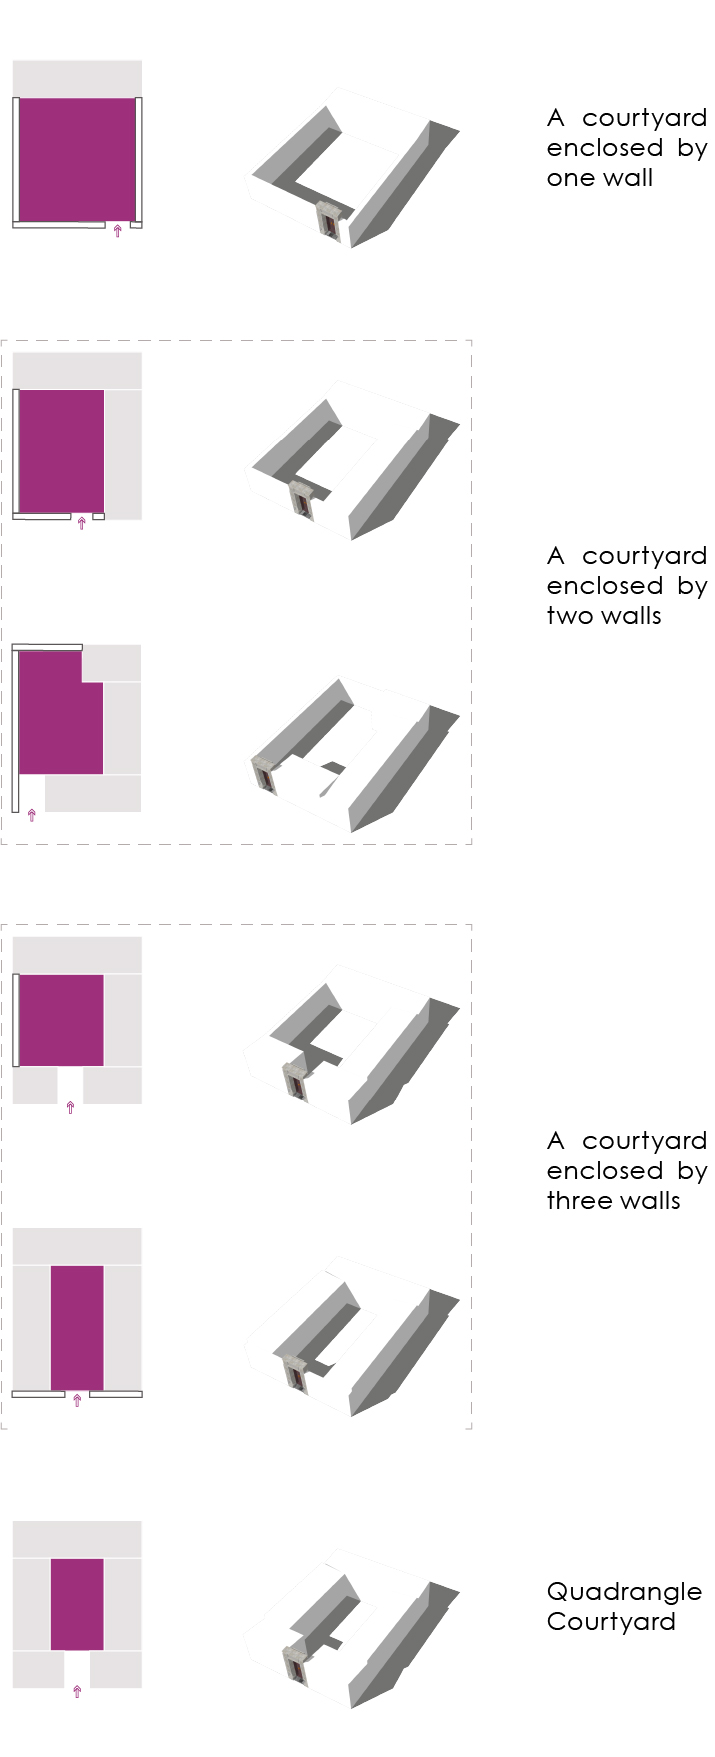 A courtyard
enclosed by
one wall
A courtyard
enclosed by
two walls
A courtyard
enclosed by
three walls
Quadrangle
Courtyard